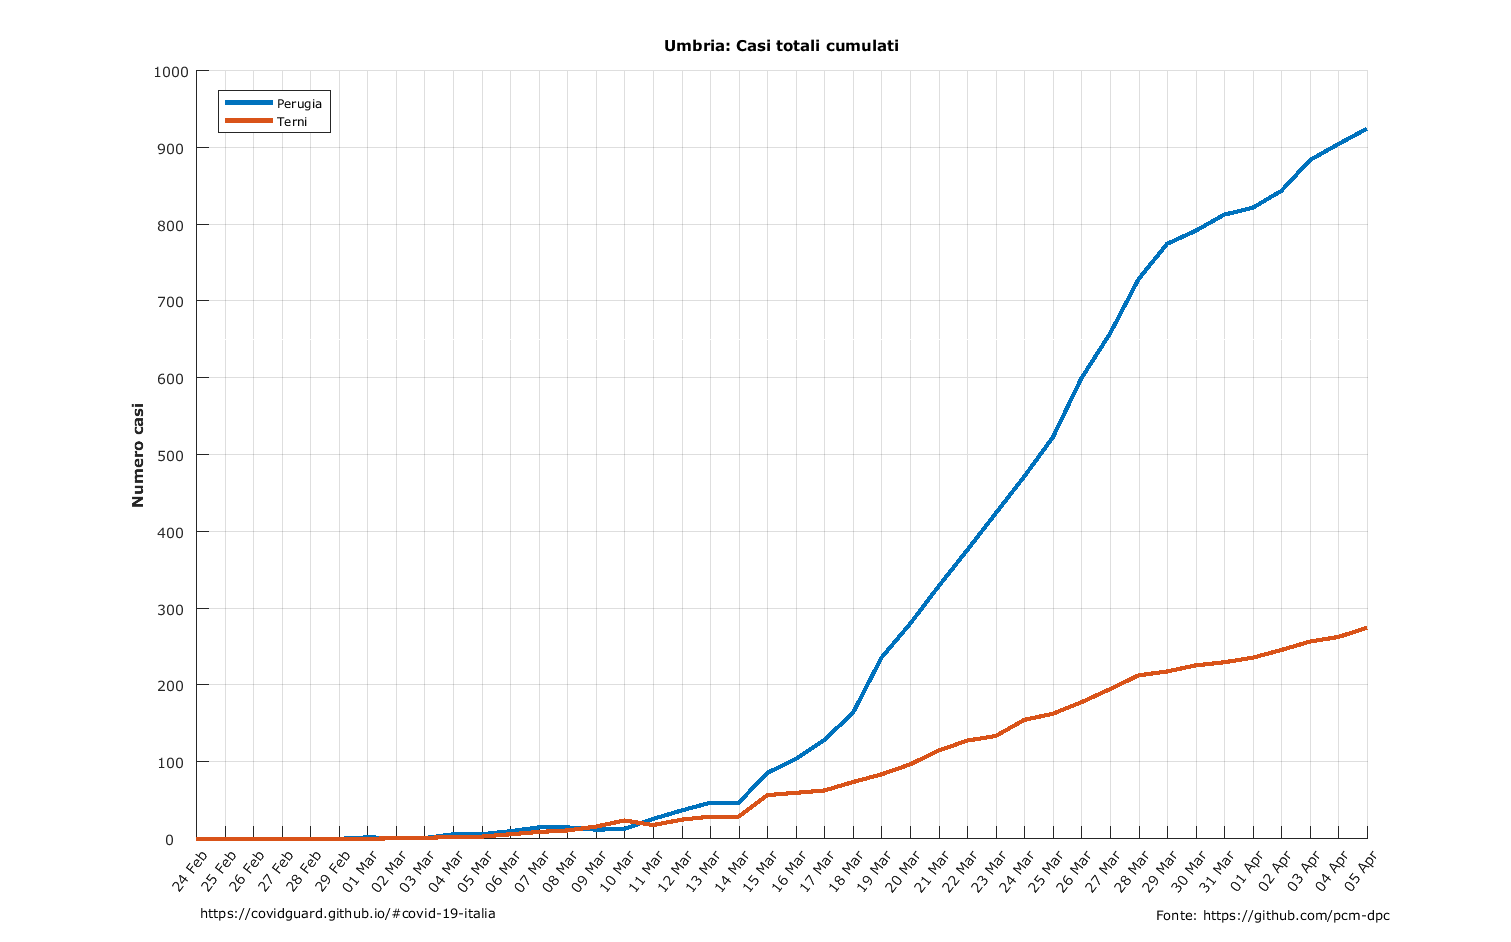 Umbria: Casi totali cumulati
Perugia
Terni
Numero casi
1000
900
800
700
600
500
400
300
200
100
0
24 Feb
25 Feb
26 Feb
27 Feb
28 Feb
29 Feb
01 Mar
02 Mar
03 Mar
04 Mar
05 Mar
06 Mar
07 Mar
08 Mar
09 Mar
10 Mar
11 Mar
12 Mar
13 Mar
14 Mar
15 Mar
16 Mar
17 Mar
18 Mar
19 Mar
20 Mar
21 Mar
22 Mar
23 Mar
24 Mar
25 Mar
26 Mar
27 Mar
28 Mar
29 Mar
30 Mar
31 Mar
01 Apr
02 Apr
03 Apr
04 Apr
05 Apr
https://covidguard.github.io/#covid-19-italia
Fonte: https://github.com/pcm-dpc